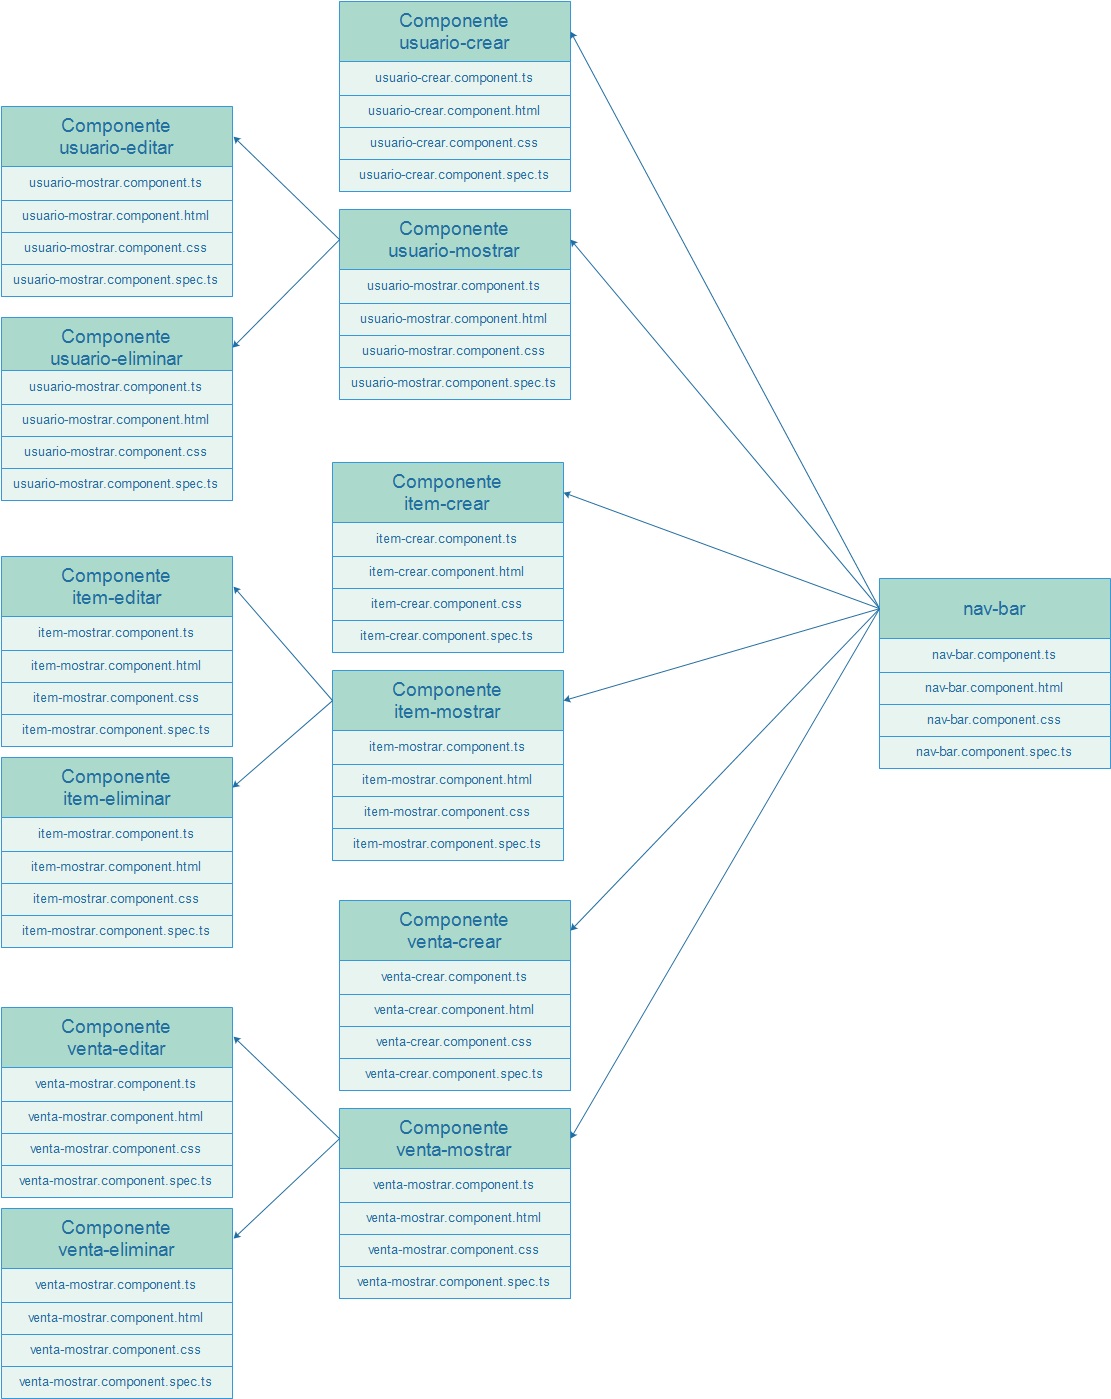 Componente
usuario-crear
usuario-crear.component.ts
usuario-crear.component.html
usuario-crear.component.css
usuario-crear.component.spec.ts
Componente
usuario-editar
usuario-mostrar.component.ts
usuario-mostrar.component.html
usuario-mostrar.component.css
usuario-mostrar.component.spec.ts
Componente
usuario-mostrar
usuario-mostrar.component.ts
usuario-mostrar.component.html
usuario-mostrar.component.css
usuario-mostrar.component.spec.ts
Componente
usuario-eliminar
usuario-mostrar.component.ts
usuario-mostrar.component.html
usuario-mostrar.component.css
usuario-mostrar.component.spec.ts
Componente
item-crear
item-crear.component.ts
item-crear.component.html
item-crear.component.css
item-crear.component.spec.ts
Componente
item-editar
item-mostrar.component.ts
item-mostrar.component.html
item-mostrar.component.css
item-mostrar.component.spec.ts
nav-bar
nav-bar.component.ts
nav-bar.component.html
nav-bar.component.css
nav-bar.component.spec.ts
Componente
item-mostrar
item-mostrar.component.ts
item-mostrar.component.html
item-mostrar.component.css
item-mostrar.component.spec.ts
Componente
item-eliminar
item-mostrar.component.ts
item-mostrar.component.html
item-mostrar.component.css
item-mostrar.component.spec.ts
Componente
venta-crear
venta-crear.component.ts
venta-crear.component.html
venta-crear.component.css
venta-crear.component.spec.ts
Componente
venta-editar
venta-mostrar.component.ts
venta-mostrar.component.html
venta-mostrar.component.css
venta-mostrar.component.spec.ts
Componente
venta-mostrar
venta-mostrar.component.ts
venta-mostrar.component.html
venta-mostrar.component.css
venta-mostrar.component.spec.ts
Componente
venta-eliminar
venta-mostrar.component.ts
venta-mostrar.component.html
venta-mostrar.component.css
venta-mostrar.component.spec.ts